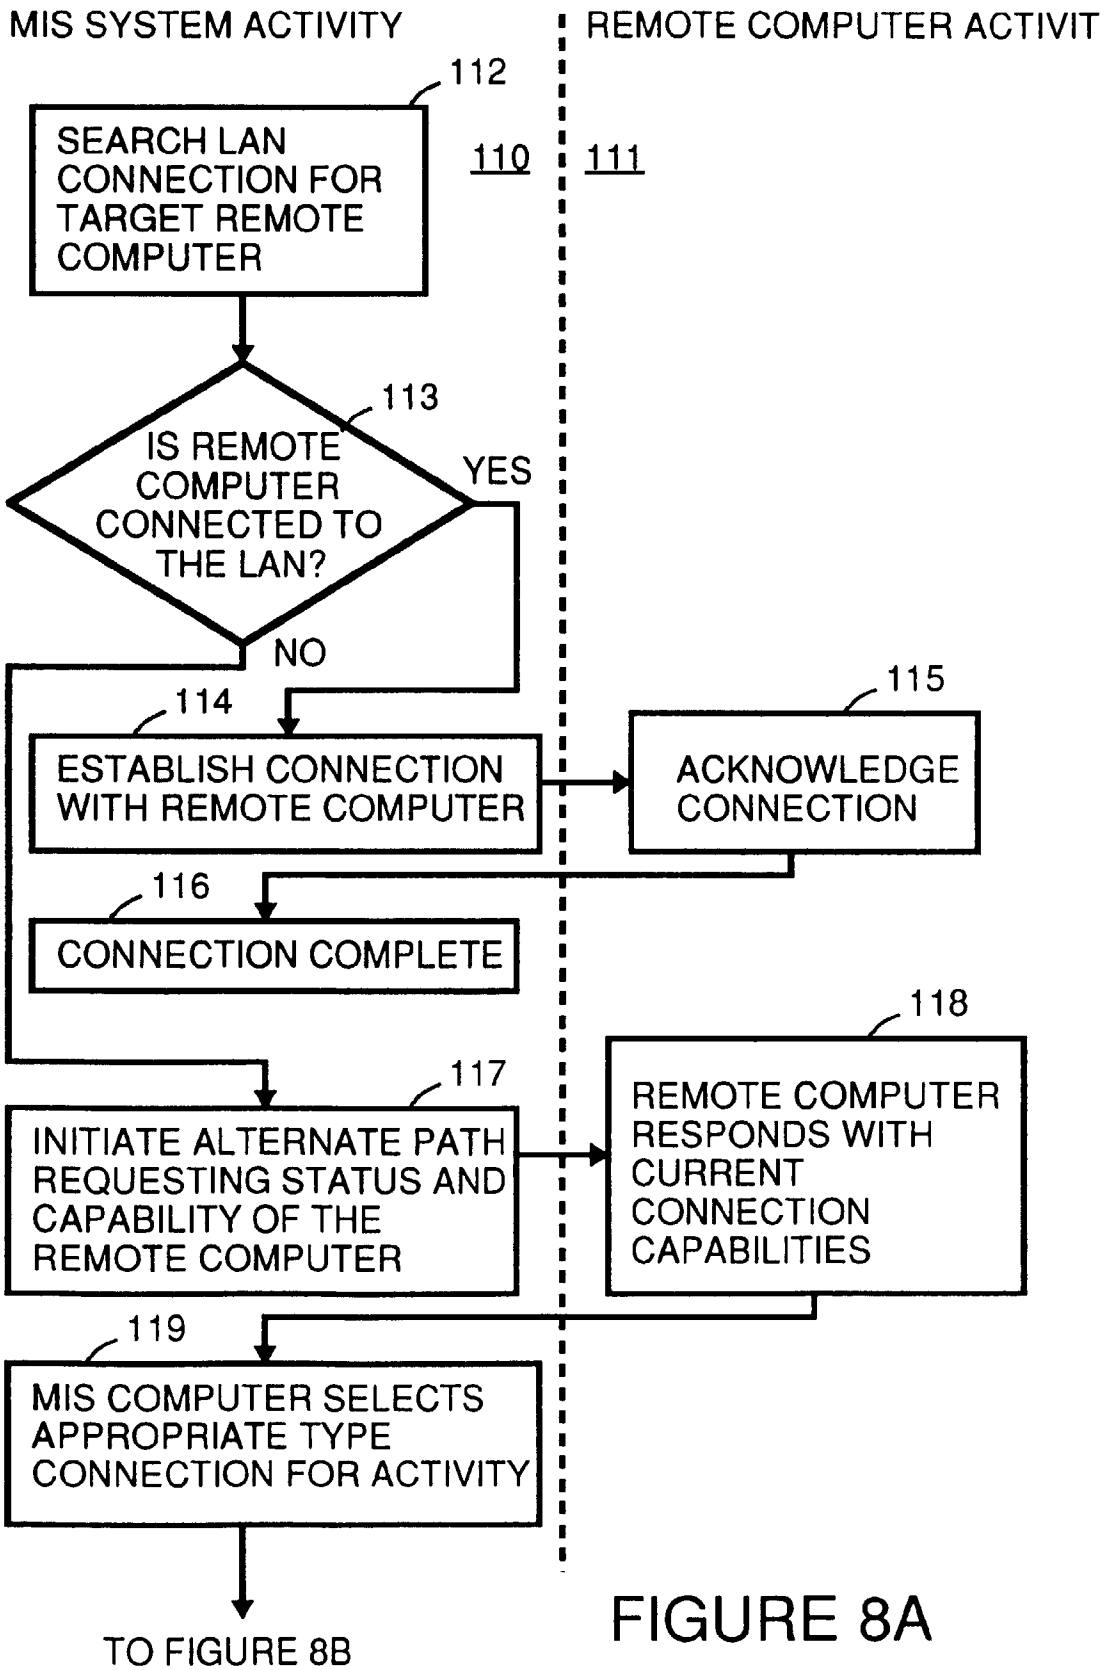 MIS SYSTEM ACTIVITY
REMOTE COMPUTER ACTIVIT
112
SEARCH LAN
CONNECTION FOR
TARGET REMOTE
COMPUTER
110
111
113
IS REMOTE
COMPUTER
CONNECTED TO
THE LAN?
YES
NO
114
ESTABLISH CONNECTION
WITH REMOTE COMPUTER
115
ACKNOWLEDGE
CONNECTION
116
CONNECTION COMPLETE
117
INITIATE ALTERNATE PATH
REQUESTING STATUS AND
CAPABILITY OF THE
REMOTE COMPUTER
118
REMOTE COMPUTER
RESPONDS WITH
CURRENT
CONNECTION
CAPABILITIES
119
MIS COMPUTER SELECTS
APPROPRIATE TYPE
CONNECTION FOR ACTIVITY
TO FIGURE 8B
FIGURE 8A